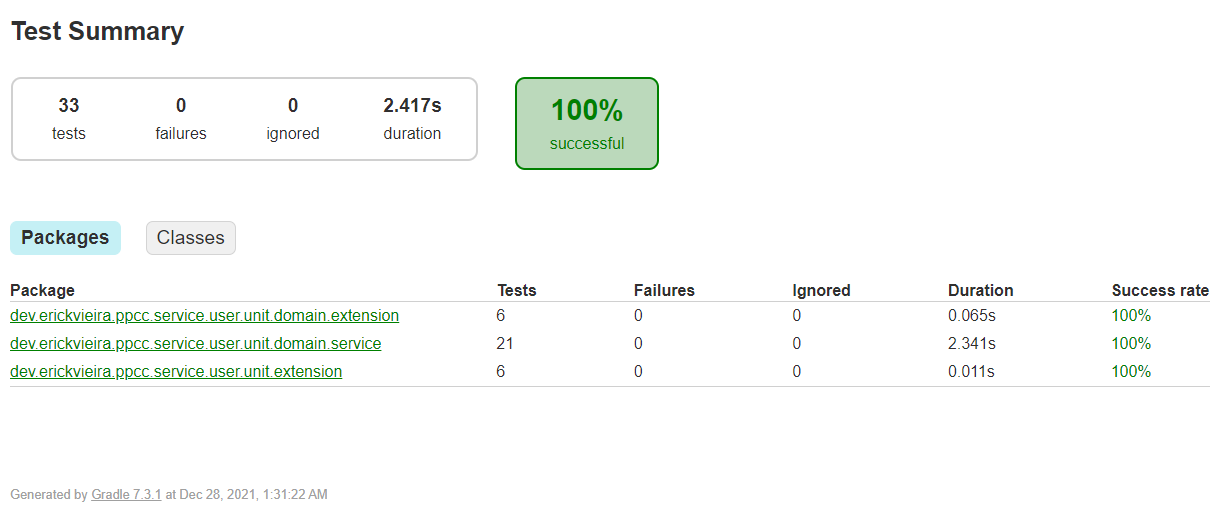 Test Summary
33 0 0 2.417s
tests failures ignored duration
100%
successful
Packages Classes
Package Tests Failures Ignored Duration Success rate
dev.erickvieira.ppcc.service.user.unit.domain.extension 6 0 0 0.065s 100%
dev.erickvieira.ppcc.service.user.unit.domain.service 21 0 0 2.341s 100%
dev.erickvieira.ppcc.service.user.unit.extension 6 0 0 0.011s 100%
Generated by Gradle 7.3.1 at Dec 28, 2021, 1:31:22 AM